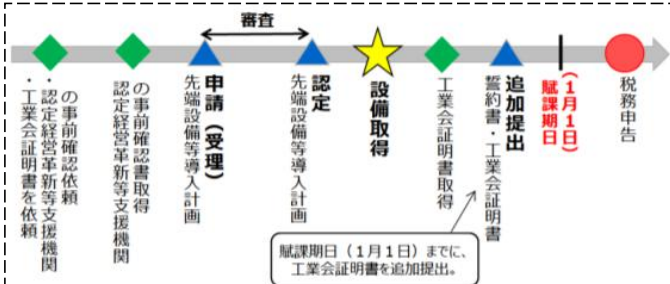 審査
・工業会証明書を依頼
・認定経営革新等支援機関
の事前確認依頼
認定経営革新等支援機関
の事前確認書取得
先端設備等導入計画
申請(受理)
先端設備等導入計画
認定
設備取得
工業会証明書取得
誓約書・工業会証明書
追加提出
賦課期日
(1月1日)
税務申告
賦課期日(1月1日)までに、
工業会証明書を追加提出。